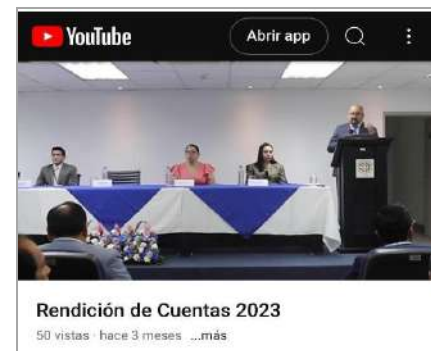 YouTube
Abrir app
Rendición de Cuentas 2023
50 vistas · hace 3 meses ...más